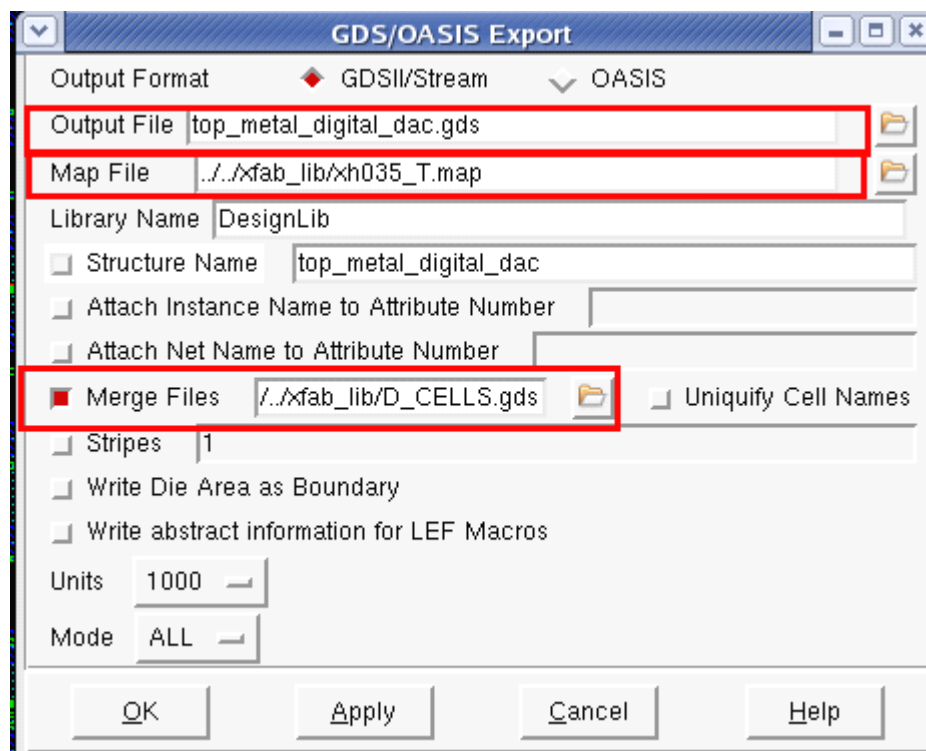 GDS/OASIS Export
Output Format GDSII/Stream OASIS
Output File top_metal_digital_dac.gds
Map File ../../xfab_lib/xh035_T.map
Library Name DesignLib
Structure Name top_metal_digital_dac
Attach Instance Name to Attribute Number
Attach Net Name to Attribute Number
Merge Files /../xfab_lib/D_CELLS.gds Uniquify Cell Names
Stripes 1
Write Die Area as Boundary
Write abstract information for LEF Macros
Units 1000
Mode ALL
OK Apply Cancel Help